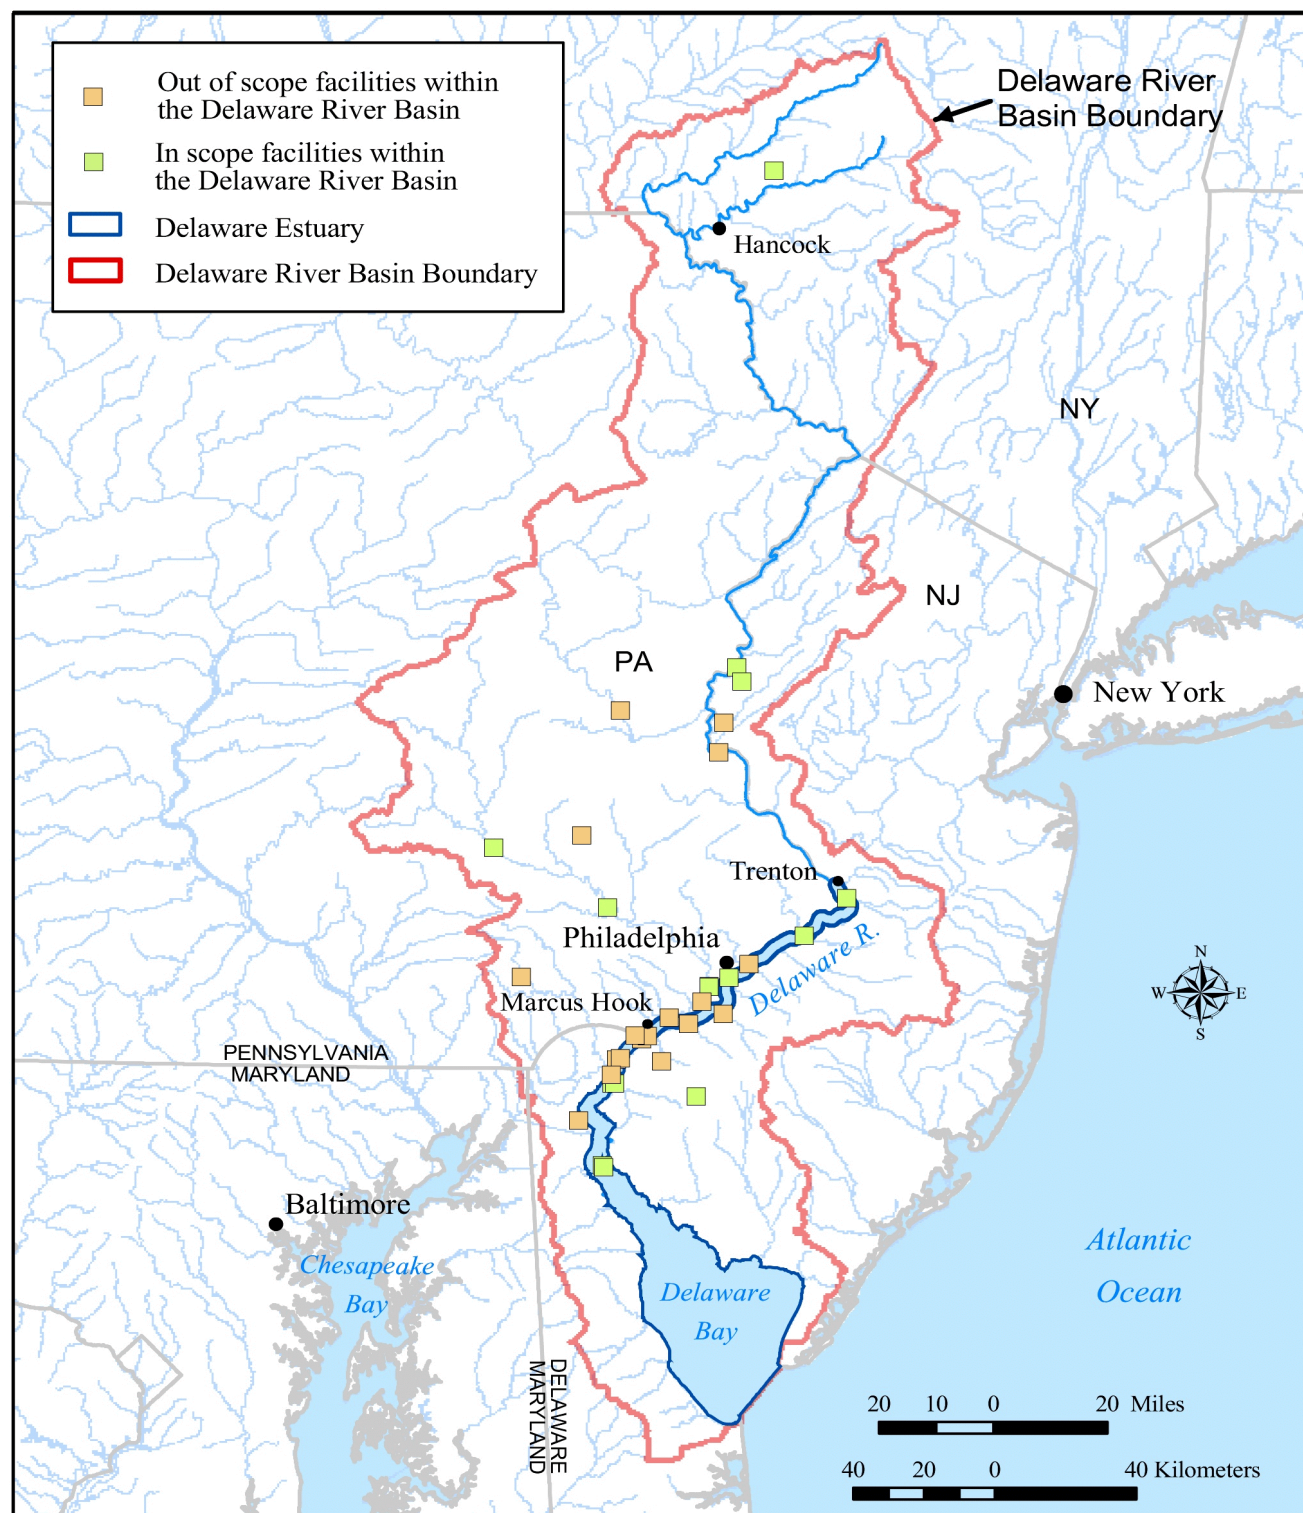 Out of scope facilities within
the Delaware River Basin
In scope facilities within
the Delaware River Basin
Delaware Estuary
Delaware River Basin Boundary
Delaware River
Basin Boundary
Hancock
NY
NJ
PA
New York
Trenton
Philadelphia
Delaware R.
Marcus Hook
N
W
E
S
PENNSYLVANIA
MARYLAND
Baltimore
Chesapeake
Bay
Delaware
Bay
Atlantic
Ocean
DELAWARE
MARYLAND
20 10 0 20 Miles
40 20 0 40 Kilometers